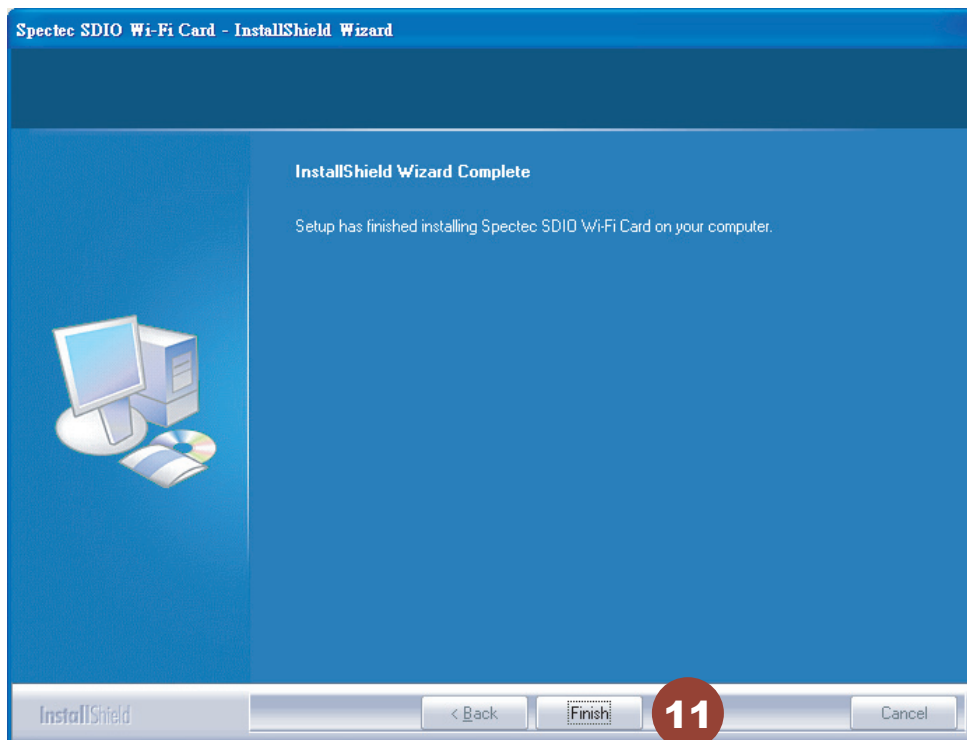 Spectec SDIO Wi-Fi Card - InstallShield Wizard
InstallShield Wizard Complete
Setup has finished installing Spectec SDIO Wi-Fi Card on your computer.
InstallShield
< Back
Finish
11
Cancel